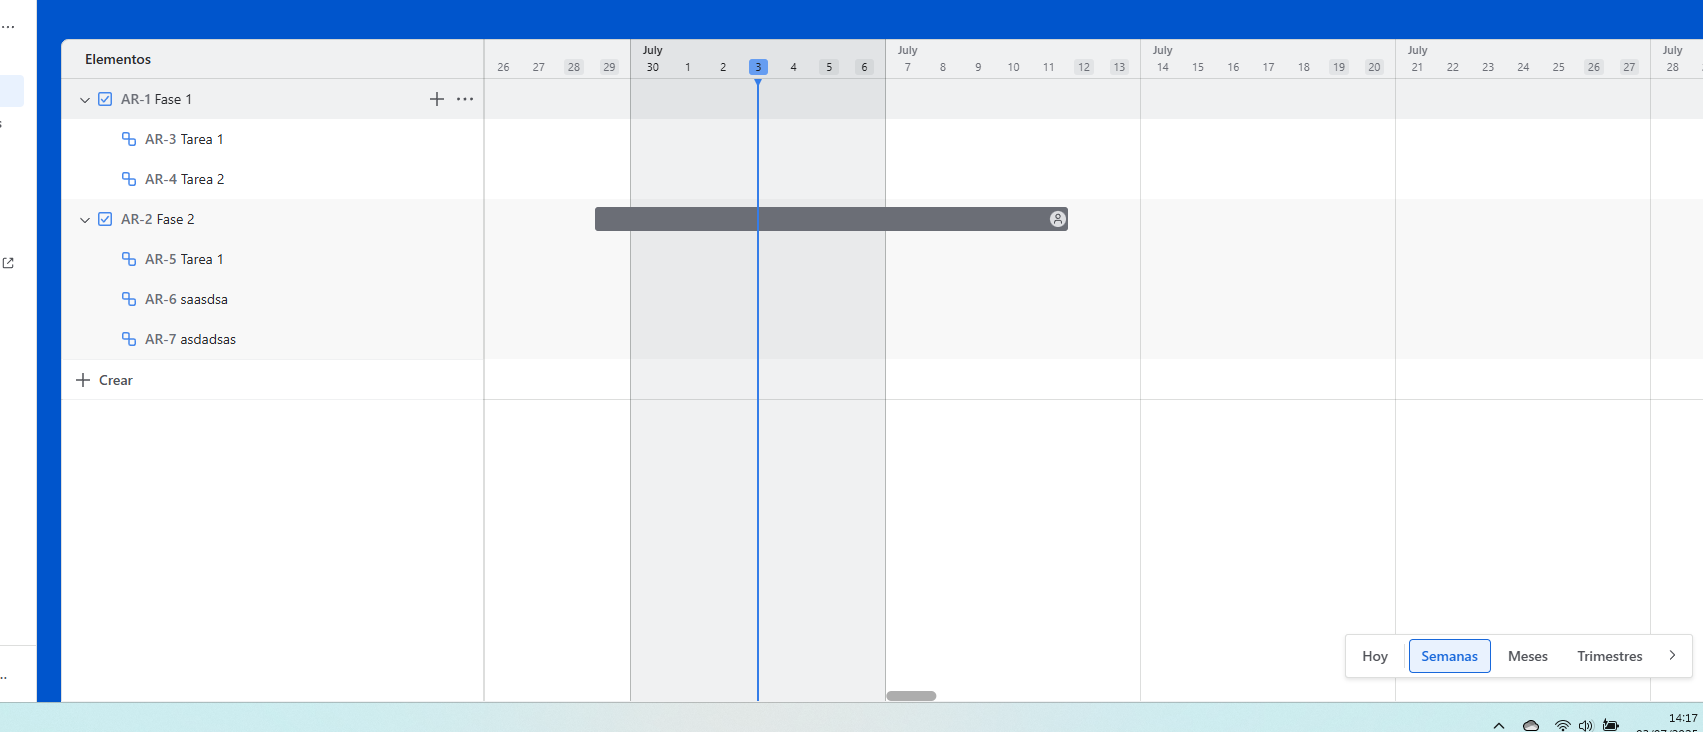 July July July July July
Elementos
26 27 28 29 30 1 2 3 4 5 6 7 8 9 10 11 12 13 14 15 16 17 18 19 20 21 22 23 24 25 26 27 28
AR-1 Fase 1
AR-3 Tarea 1
AR-4 Tarea 2
AR-2 Fase 2
AR-5 Tarea 1
AR-6 saasdsa
AR-7 asdadsas
Crear
Hoy Semanas Meses Trimestres
14:17